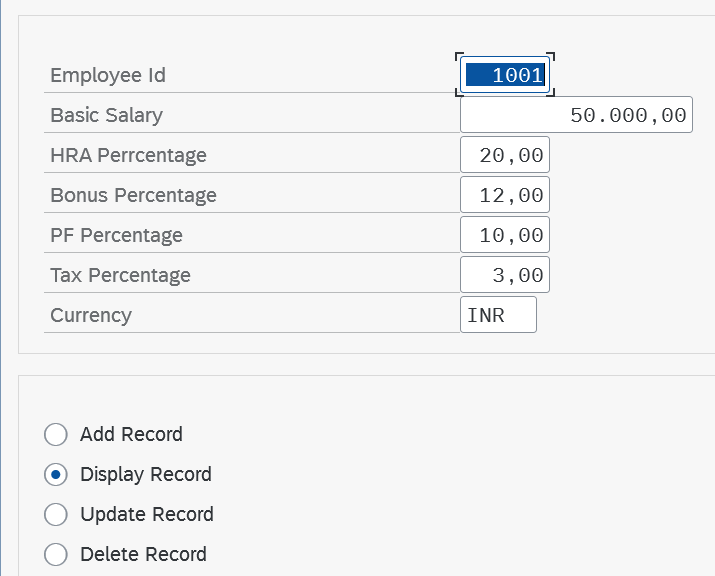 Employee Id 1001
Basic Salary 50.000,00
HRA Perrcentage 20,00
Bonus Percentage 12,00
PF Percentage 10,00
Tax Percentage 3,00
Currency INR
Add Record
Display Record
Update Record
Delete Record